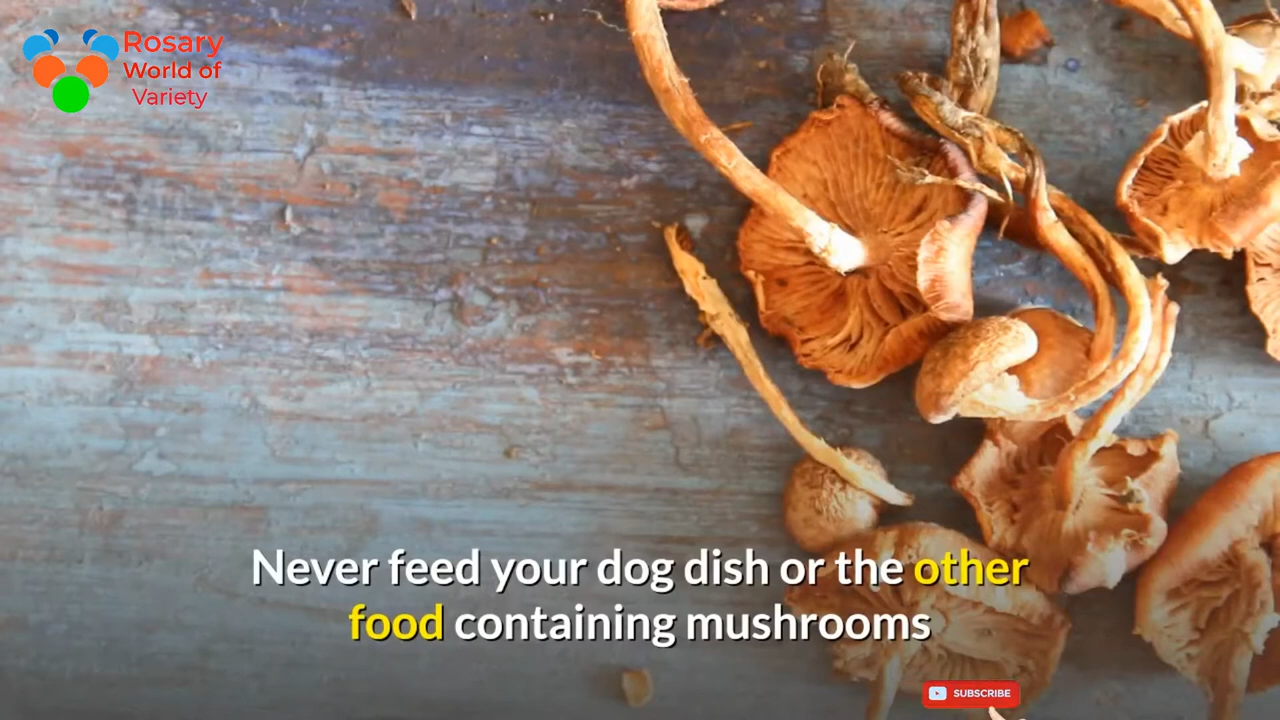 Rosary
World of
Variety
Never feed your dog dish or the other
food containing mushrooms
SUBSCRIBE